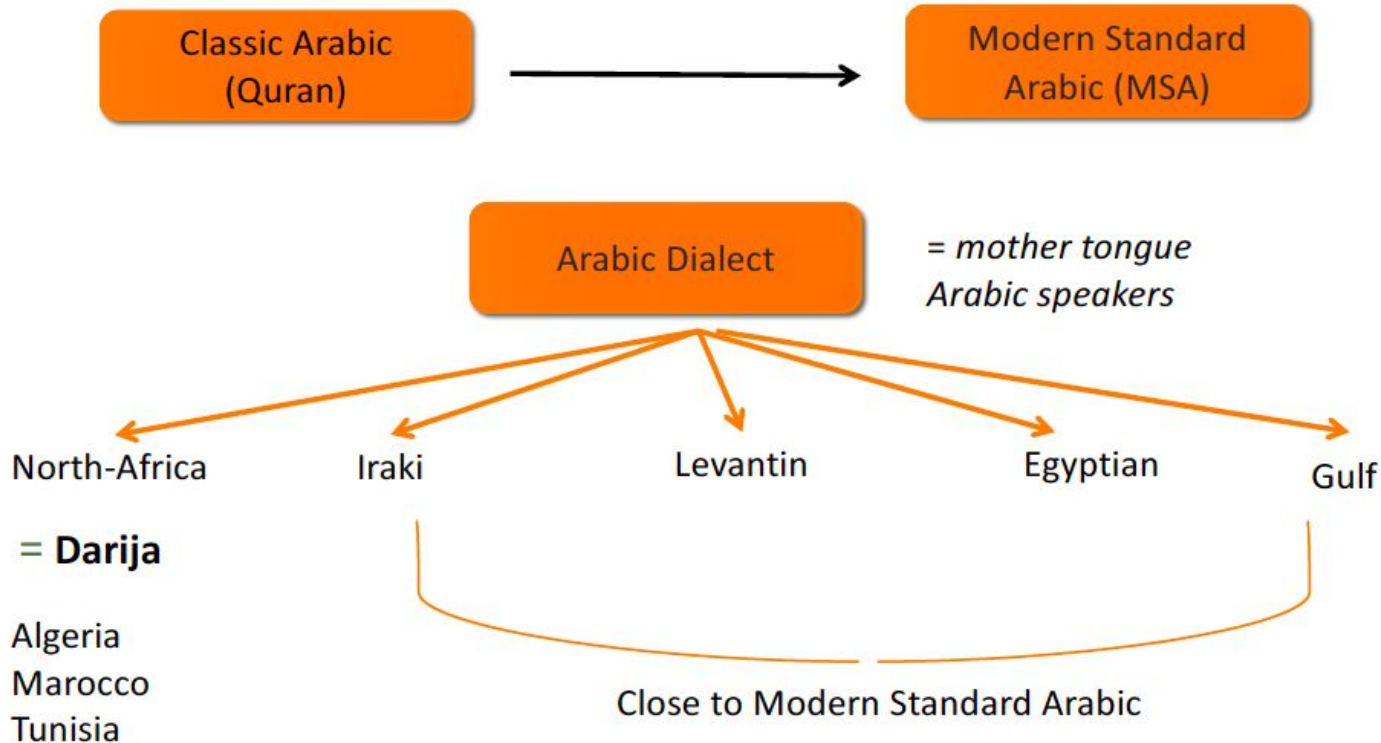 Classic Arabic
(Quran)
Modern Standard
Arabic (MSA)
Arabic Dialect
= mother tongue
Arabic speakers
North-Africa
Iraki
Levantin
Egyptian
Gulf
= Darija
Algeria
Marocco
Tunisia
Close to Modern Standard Arabic